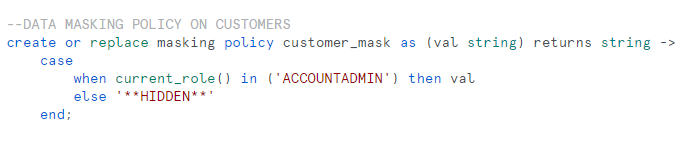 --DATA MASKING POLICY ON CUSTOMERS
create or replace masking policy customer_mask as (val string) returns string ->
    case
        when current_role() in ('ACCOUNTADMIN') then val
        else '**HIDDEN**'
    end;